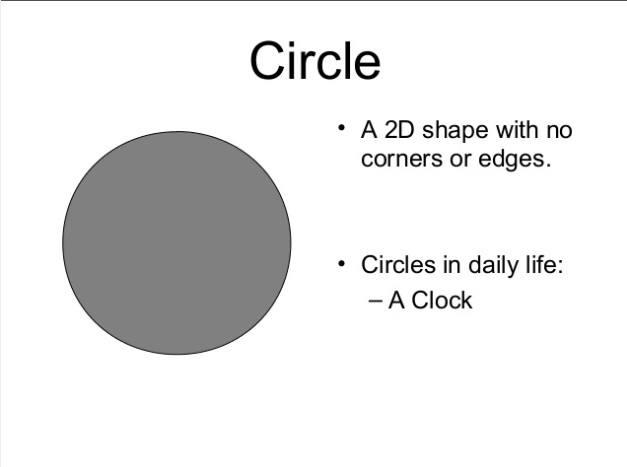 Circle
• A 2D shape with no
corners or edges.
• Circles in daily life:
– A Clock